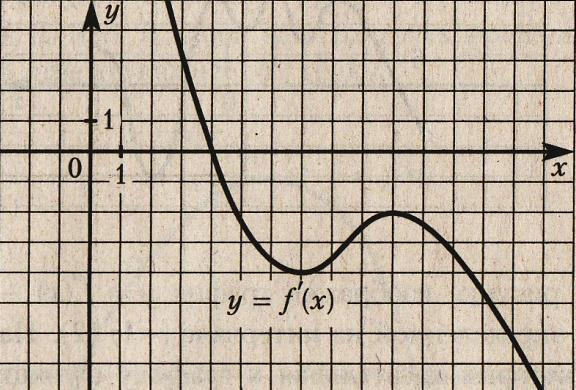 y
1
0
1
x
y = f′(x)